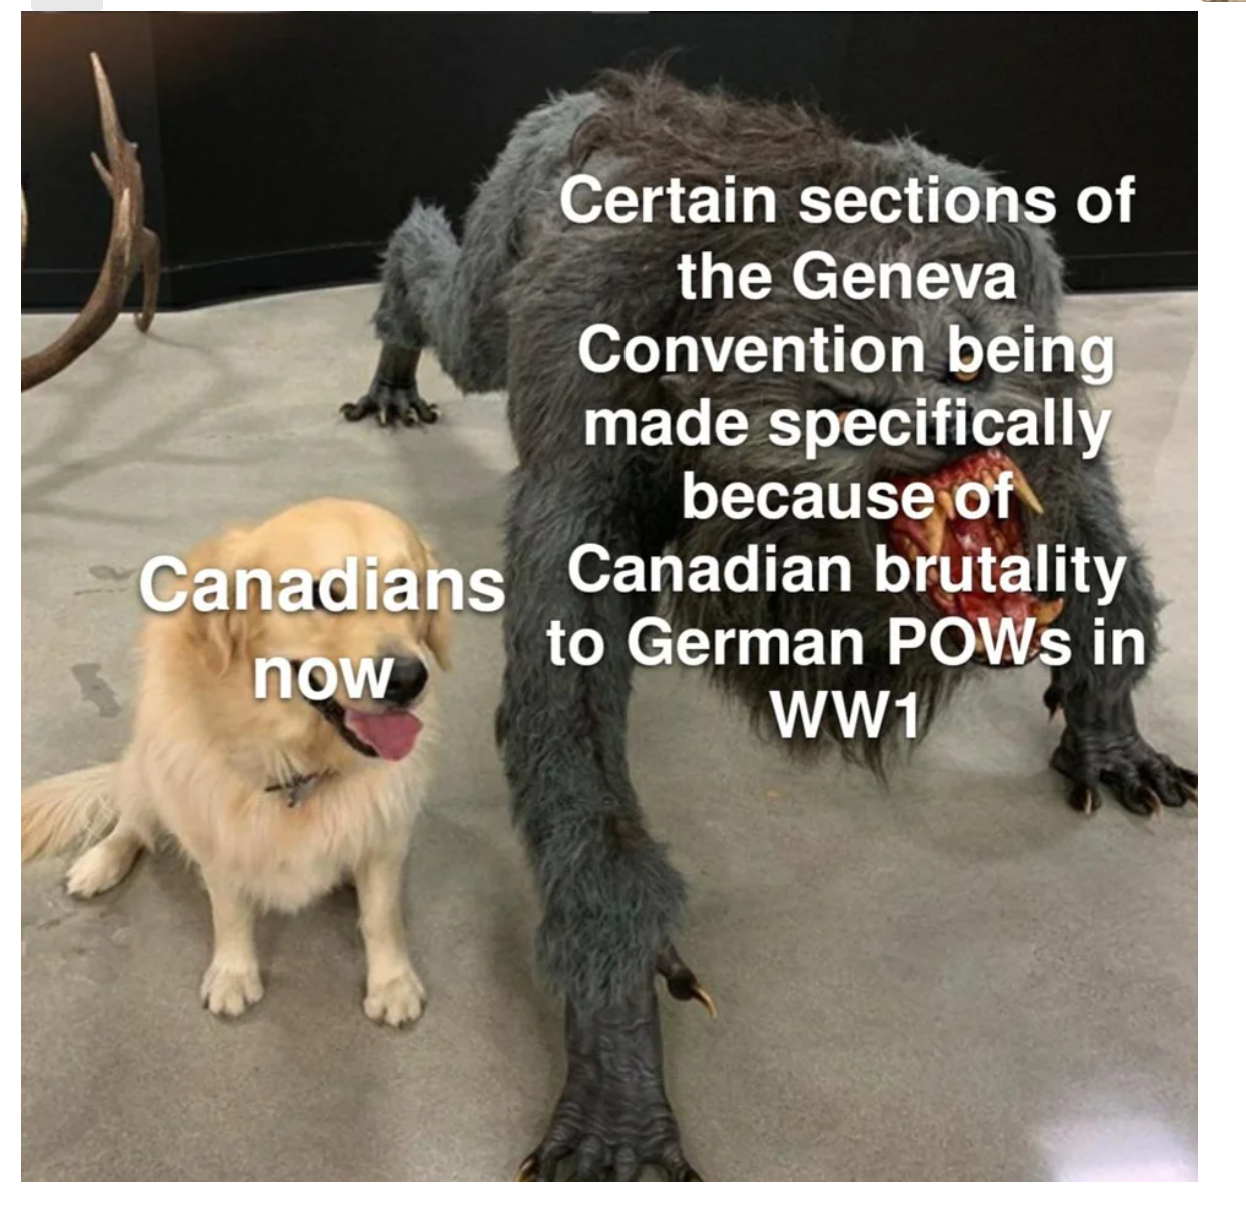 Canadians
now
Certain sections of
the Geneva
Convention being
made specifically
because of
Canadian brutality
to German POWs in
WW1